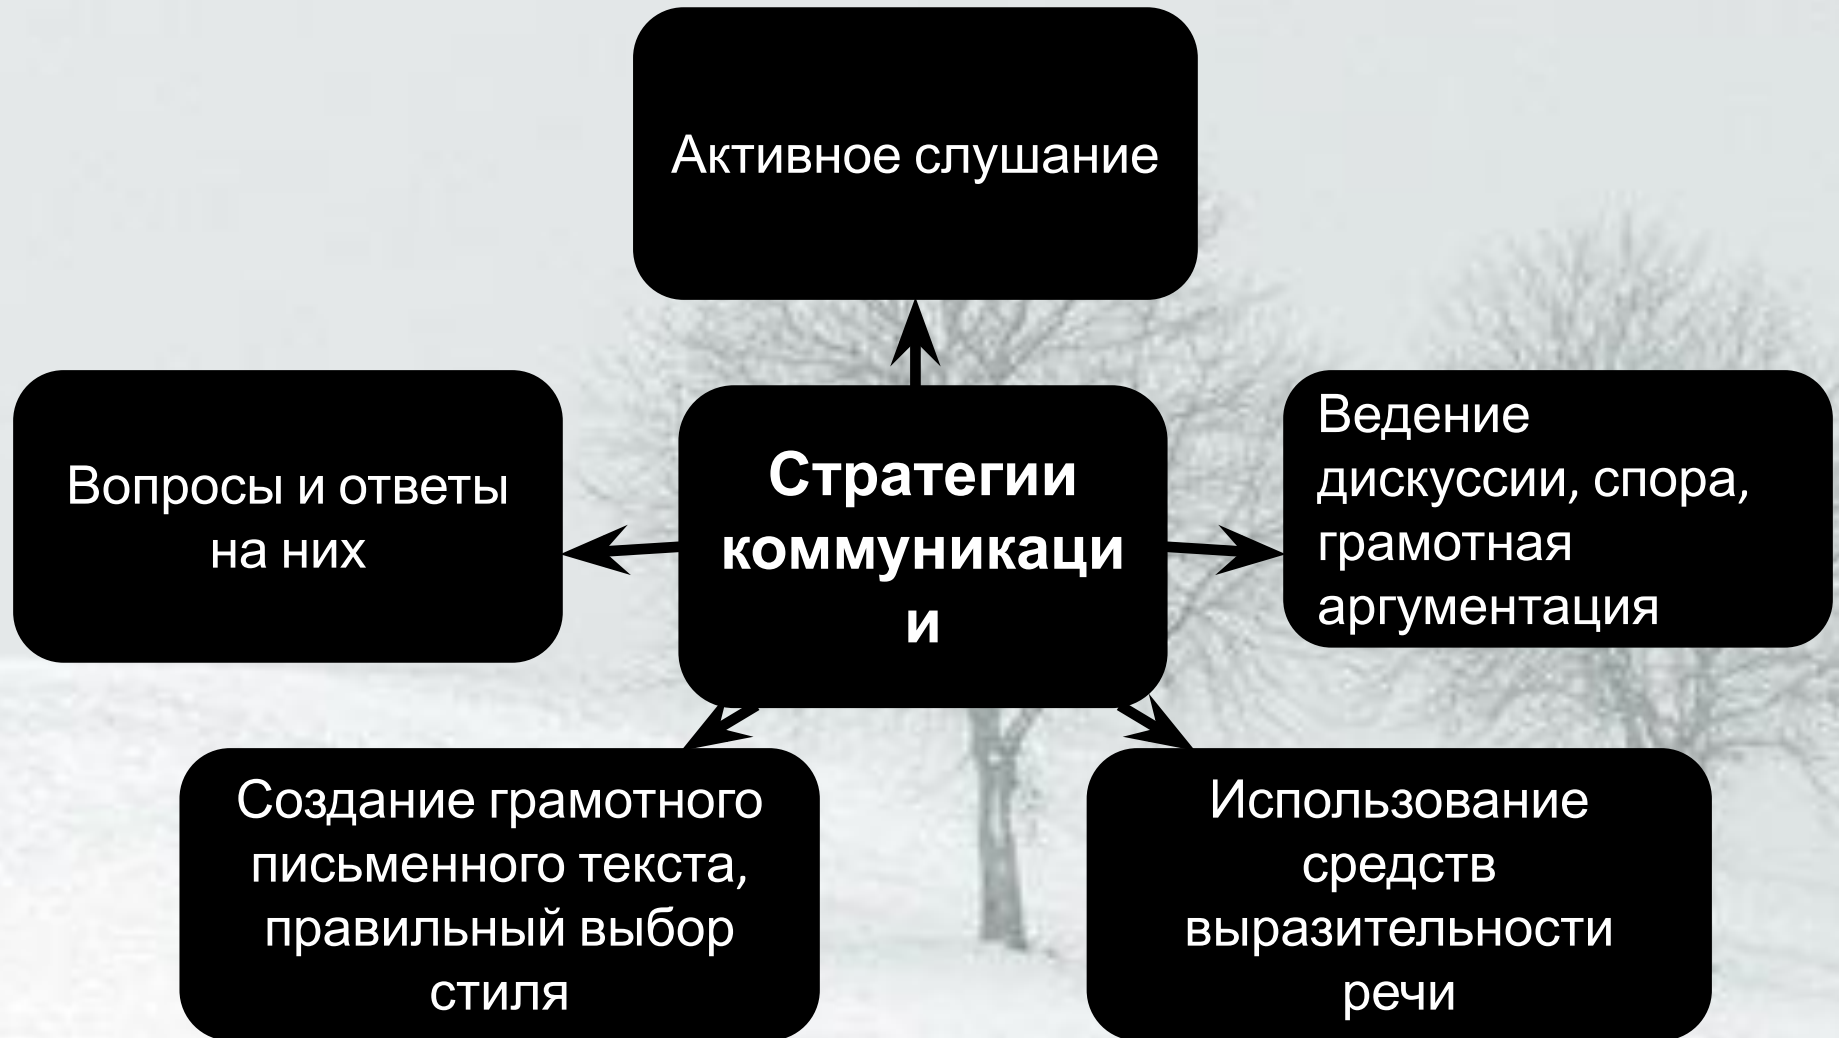 Активное слушание
Вопросы и ответы
на них
Стратегии
коммуникаци
и
Ведение
дискуссии, спора,
грамотная
аргументация
Создание грамотного
письменного текста,
правильный выбор
стиля
Использование
средств
выразительности
речи